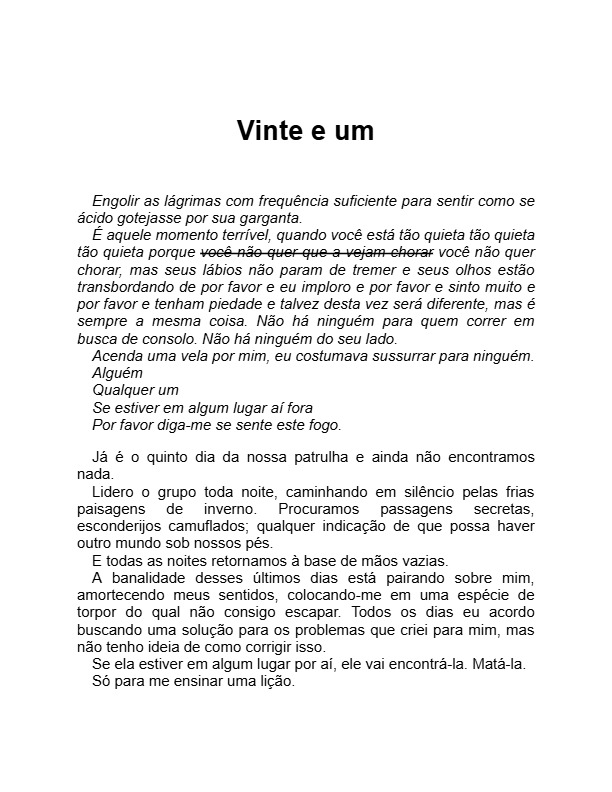 Vinte e um
Engolir as lágrimas com frequência suficiente para sentir como se
ácido gotejasse por sua garganta.
É aquele momento terrível, quando você está tão quieta tão quieta
tão quieta porque você não quer que a vejam chorar você não quer
chorar, mas seus lábios não param de tremer e seus olhos estão
transbordando de por favor e eu imploro e por favor e sinto muito e
por favor e tenham piedade e talvez desta vez será diferente, mas é
sempre a mesma coisa. Não há ninguém para quem correr em
busca de consolo. Não há ninguém do seu lado.
Acenda uma vela por mim, eu costumava sussurrar para ninguém.
Alguém
Qualquer um
Se estiver em algum lugar aí fora
Por favor diga-me se sente este fogo.
Já é o quinto dia da nossa patrulha e ainda não encontramos
nada.
Lidero o grupo toda noite, caminhando em silêncio pelas frias
paisagens de inverno. Procuramos passagens secretas,
esconderijos camuflados; qualquer indicação de que possa haver
outro mundo sob nossos pés.
E todas as noites retornamos à base de mãos vazias.
A banalidade desses últimos dias está pairando sobre mim,
amortecendo meus sentidos, colocando-me em uma espécie de
torpor do qual não consigo escapar. Todos os dias eu acordo
buscando uma solução para os problemas que criei para mim, mas
não tenho ideia de como corrigir isso.
Se ela estiver em algum lugar por aí, ele vai encontrá-la. Matá-la.
Só para me ensinar uma lição.